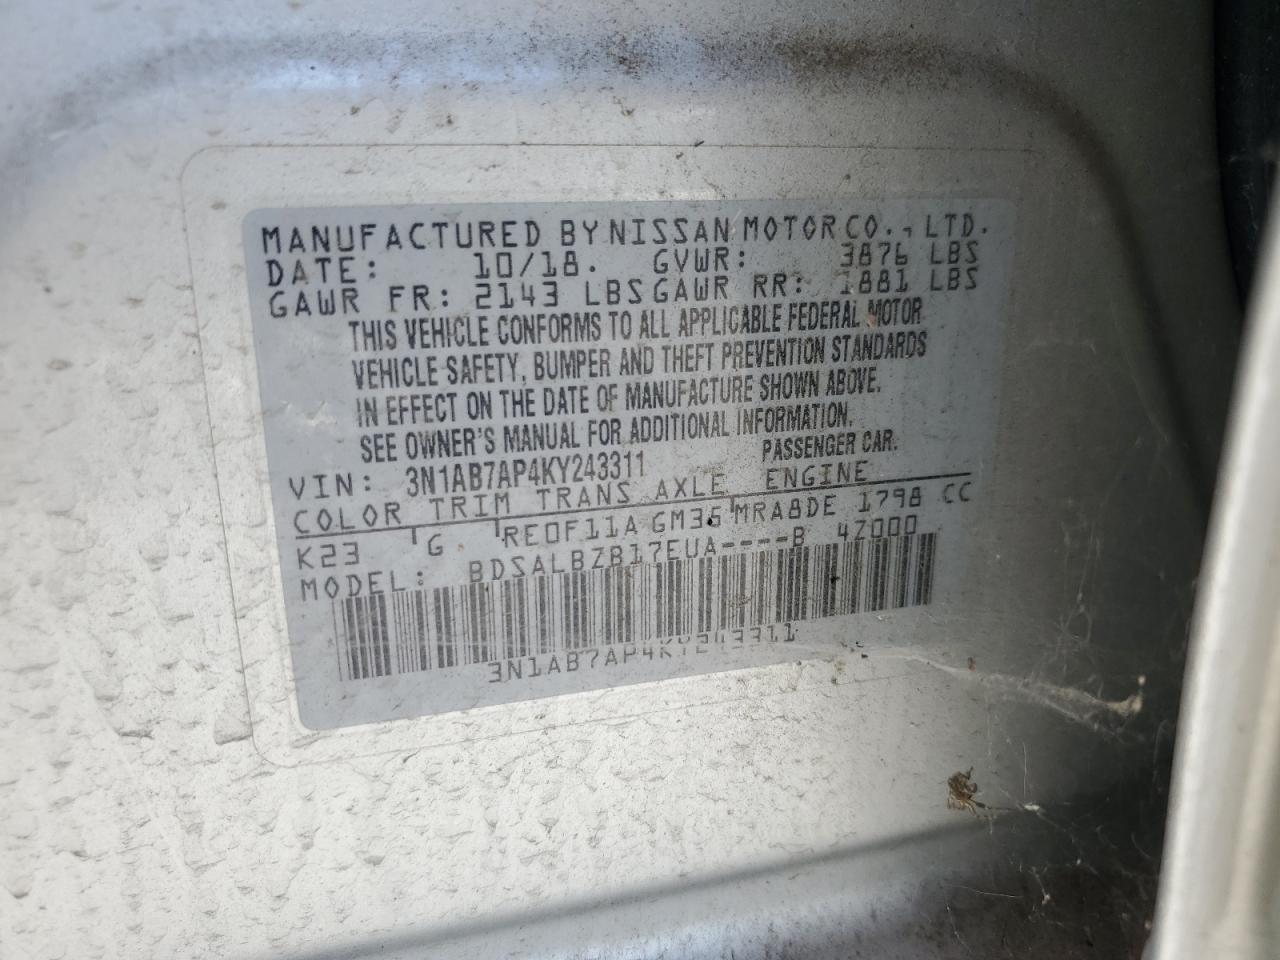 MANUFACTURED BY NISSAN MOTOR CO., LTD.
DATE: 10/18. GVWR: 3876 LBS
GAWR FR: 2143 LBS GAWR RR: 1881 LBS
THIS VEHICLE CONFORMS TO ALL APPLICABLE FEDERAL MOTOR
VEHICLE SAFETY, BUMPER AND THEFT PREVENTION STANDARDS
IN EFFECT ON THE DATE OF MANUFACTURE SHOWN ABOVE.
SEE OWNER'S MANUAL FOR ADDITIONAL INFORMATION.
VIN: 3N1AB7AP4KY243311 PASSENGER CAR.
COLOR TRIM TRANS AXLE ENGINE
K23 G RE0F11A GM36 MRA8DE 1798 CC
MODEL: BDSALBZB17EUA----B 4Z000
3N1AB7AP4KY243311